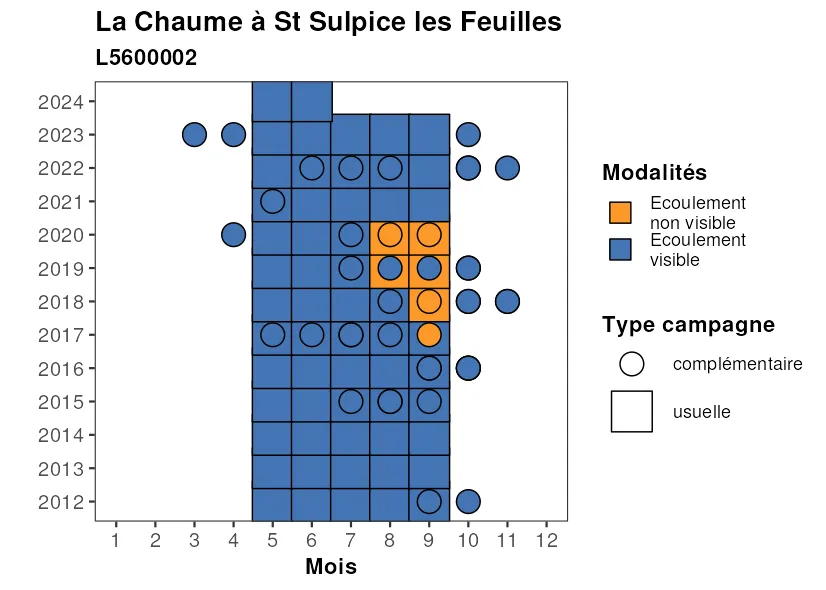 La Chaume à St Sulpice les Feuilles
L5600002
2024
2023
2022
2021
2020
2019
2018
2017
2016
2015
2014
2013
2012
1 2 3 4 5 6 7 8 9 10 11 12
Mois
Modalités
Ecoulement
non visible
Ecoulement
visible
Type campagne
complémentaire
usuelle